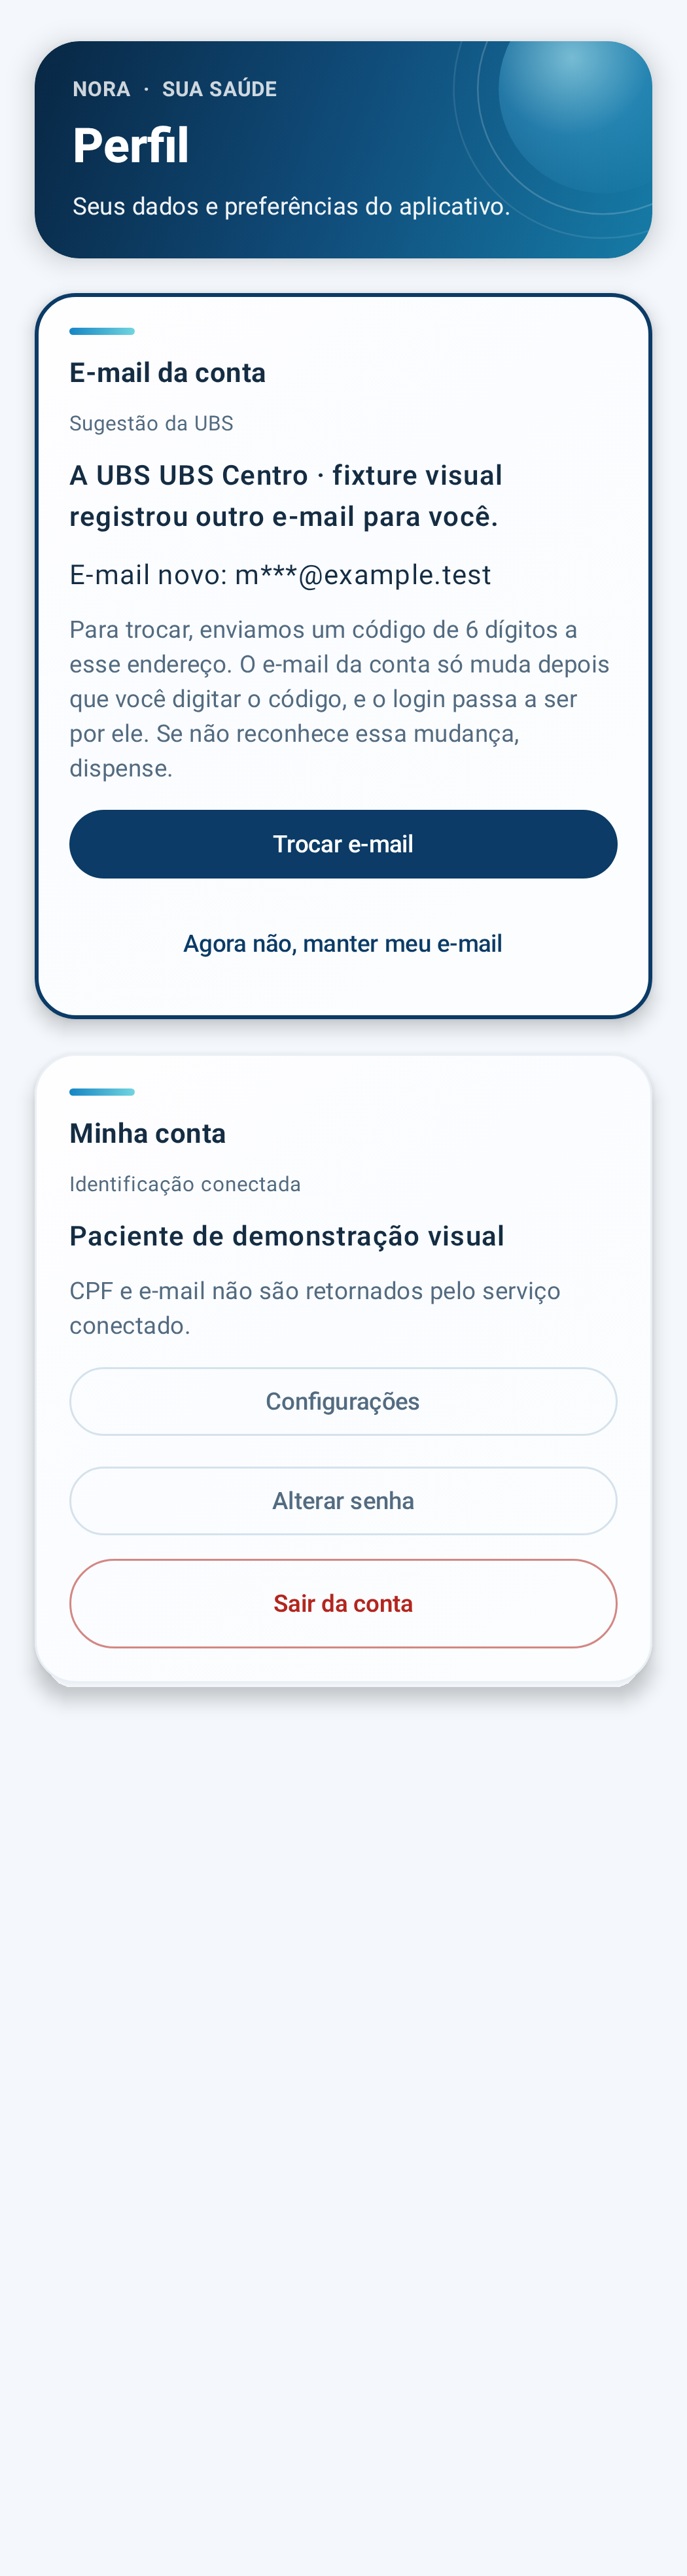 NORA · SUA SAÚDE
Perfil
Seus dados e preferências do aplicativo.
E-mail da conta
Sugestão da UBS
A UBS UBS Centro · fixture visual
registrou outro e-mail para você.
E-mail novo: m***@example.test
Para trocar, enviamos um código de 6 dígitos a
esse endereço. O e-mail da conta só muda depois
que você digitar o código, e o login passa a ser
por ele. Se não reconhece essa mudança,
dispense.
Trocar e-mail
Agora não, manter meu e-mail
Minha conta
Identificação conectada
Paciente de demonstração visual
CPF e e-mail não são retornados pelo serviço
conectado.
Configurações
Alterar senha
Sair da conta